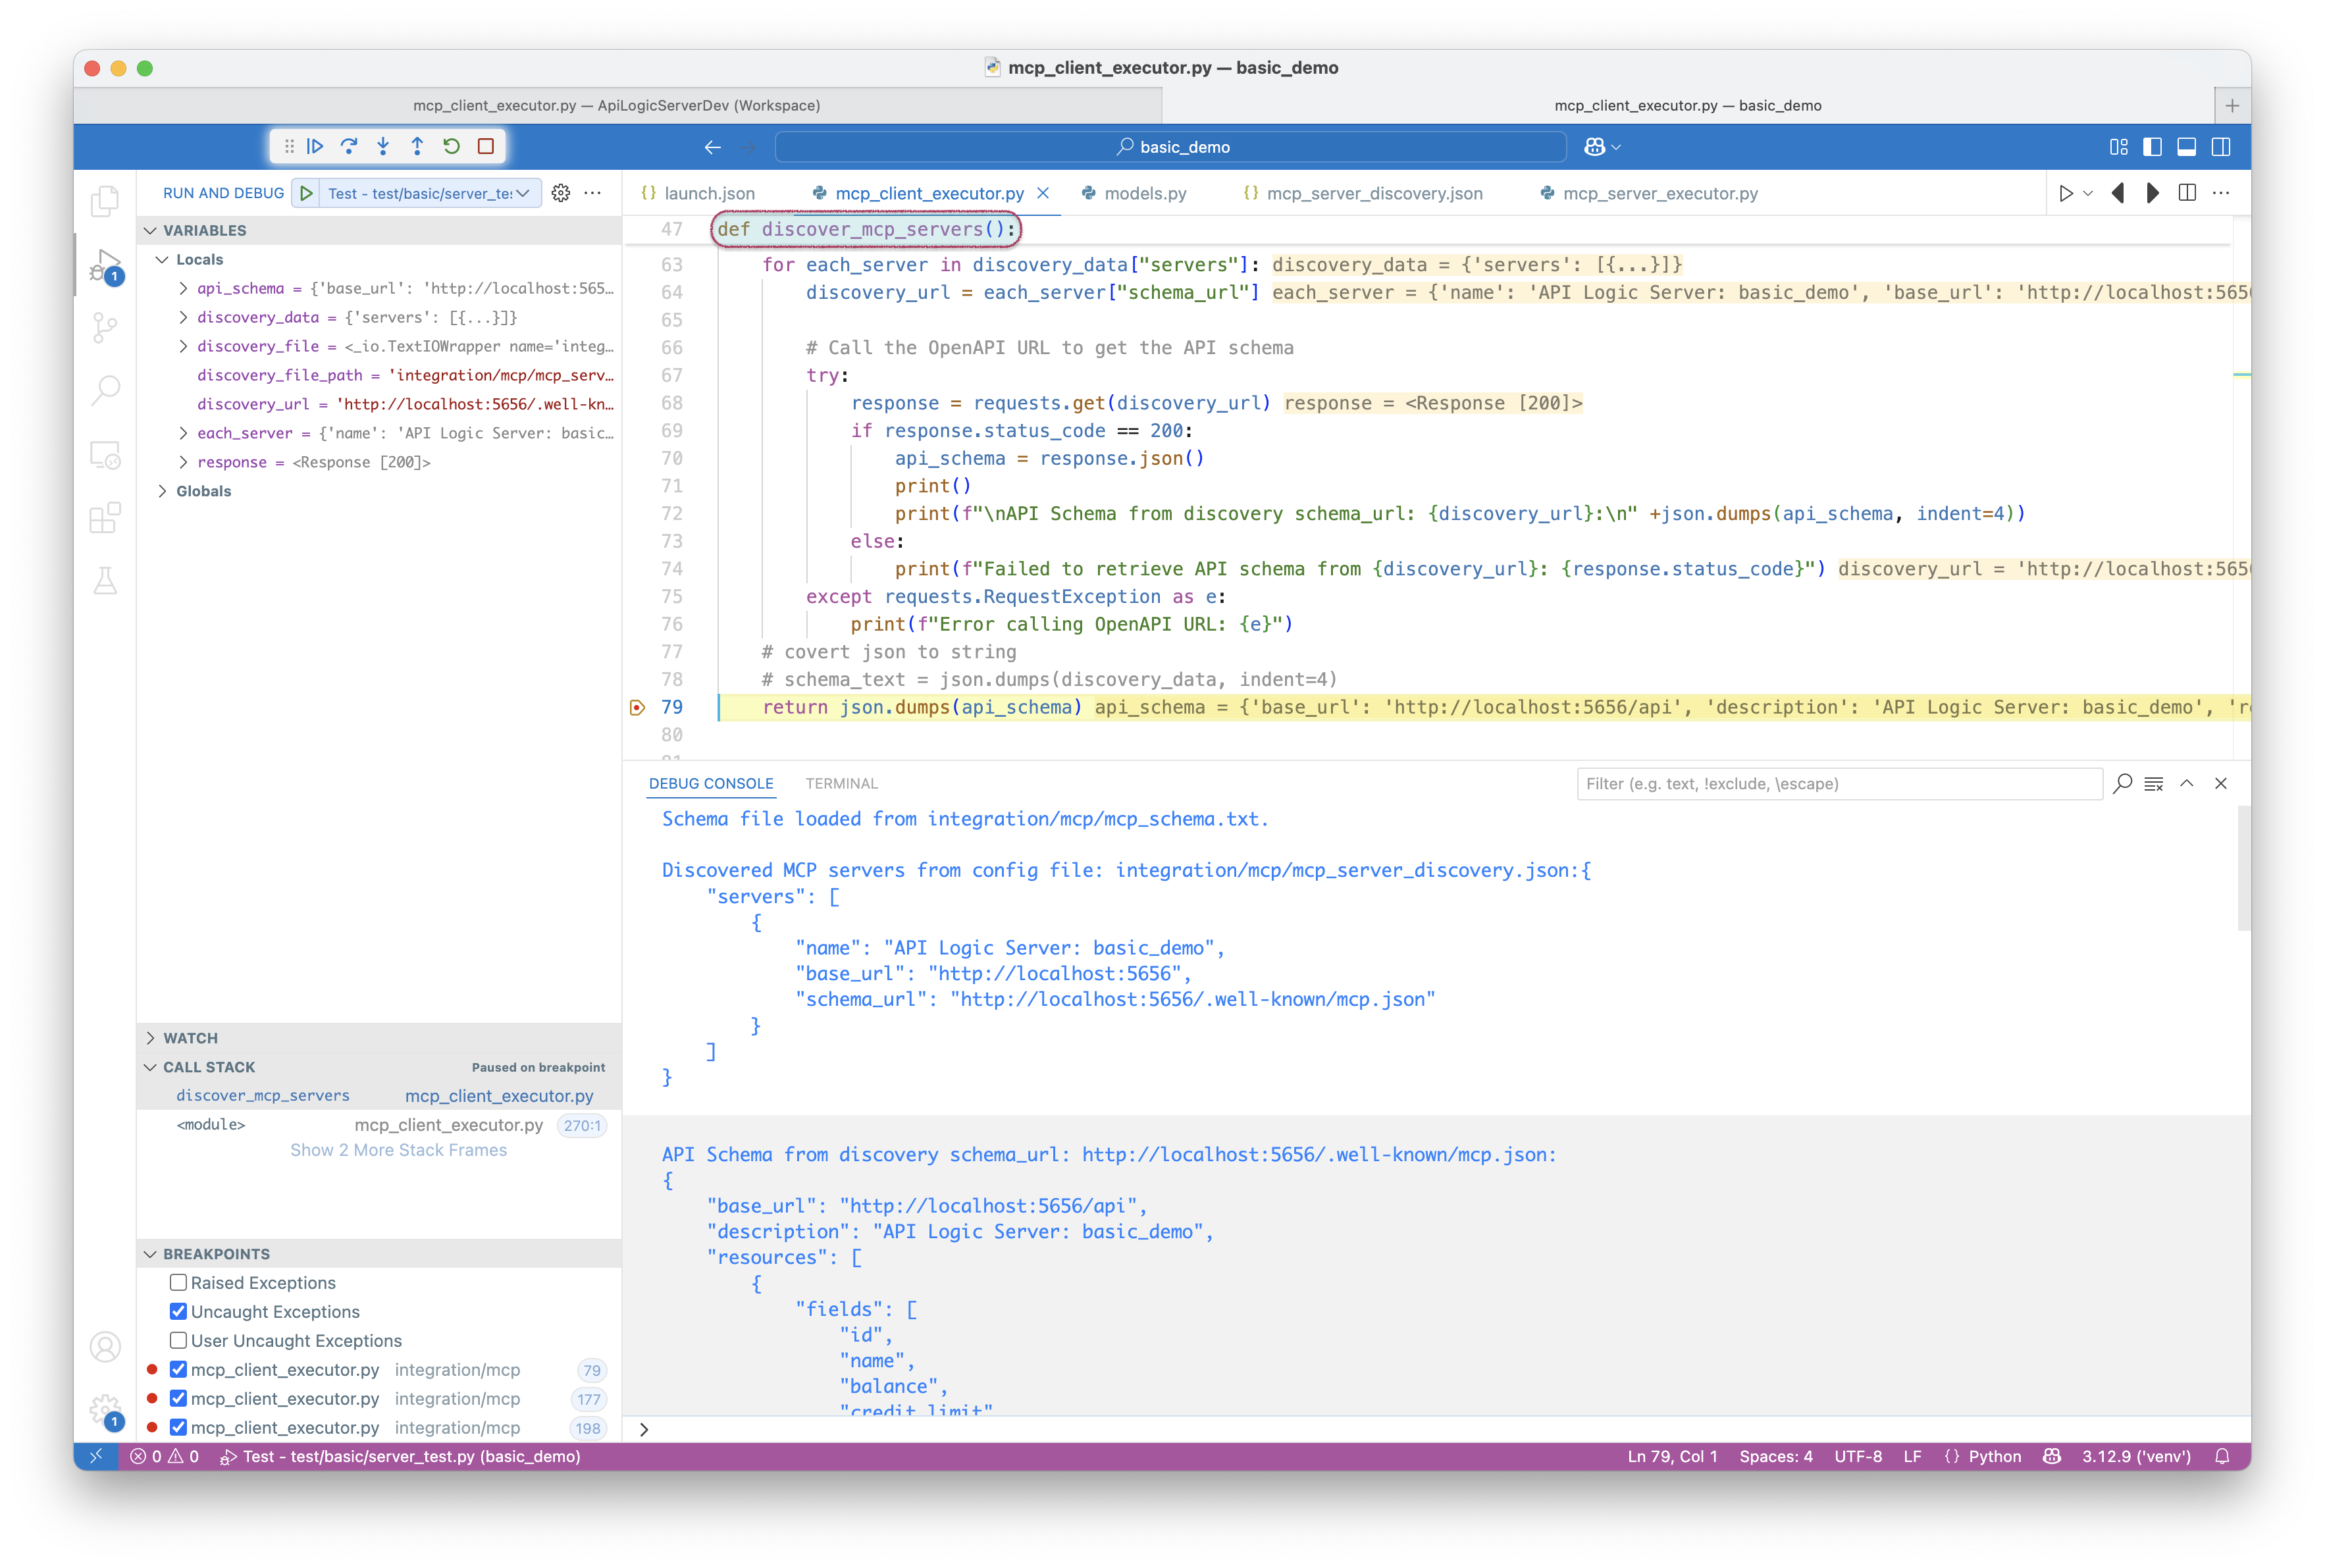 mcp_client_executor.py — basic_demo
mcp_client_executor.py — ApiLogicServerDev (Workspace)
mcp_client_executor.py — basic_demo
basic_demo
RUN AND DEBUG
Test - test/basic/server_tes
launch.json
mcp_client_executor.py
models.py
mcp_server_discovery.json
mcp_server_executor.py
VARIABLES
Locals
api_schema = {'base_url': 'http://localhost:565…
discovery_data = {'servers': [{...}]}
discovery_file = <_io.TextIOWrapper name='integ…
discovery_file_path = 'integration/mcp/mcp_serv…
discovery_url = 'http://localhost:5656/.well-kn…
each_server = {'name': 'API Logic Server: basic…
response = <Response [200]>
Globals
WATCH
CALL STACK
Paused on breakpoint
discover_mcp_servers mcp_client_executor.py
<module> mcp_client_executor.py 270:1
Show 2 More Stack Frames
BREAKPOINTS
Raised Exceptions
Uncaught Exceptions
User Uncaught Exceptions
mcp_client_executor.py integration/mcp 79
mcp_client_executor.py integration/mcp 177
mcp_client_executor.py integration/mcp 198
47 def discover_mcp_servers():
63 for each_server in discovery_data["servers"]: discovery_data = {'servers': [{...}]}
64 discovery_url = each_server["schema_url"] each_server = {'name': 'API Logic Server: basic_demo', 'base_url': 'http://localhost:565
65
66 # Call the OpenAPI URL to get the API schema
67 try:
68 response = requests.get(discovery_url) response = <Response [200]>
69 if response.status_code == 200:
70 api_schema = response.json()
71 print()
72 print(f"\nAPI Schema from discovery schema_url: {discovery_url}:\n" +json.dumps(api_schema, indent=4))
73 else:
74 print(f"Failed to retrieve API schema from {discovery_url}: {response.status_code}") discovery_url = 'http://localhost:565
75 except requests.RequestException as e:
76 print(f"Error calling OpenAPI URL: {e}")
77 # covert json to string
78 # schema_text = json.dumps(discovery_data, indent=4)
79 return json.dumps(api_schema) api_schema = {'base_url': 'http://localhost:5656/api', 'description': 'API Logic Server: basic_demo', 'r
80
DEBUG CONSOLE
TERMINAL
Filter (e.g. text, !exclude, \escape)
Schema file loaded from integration/mcp/mcp_schema.txt.
Discovered MCP servers from config file: integration/mcp/mcp_server_discovery.json:{
"servers": [
{
"name": "API Logic Server: basic_demo",
"base_url": "http://localhost:5656",
"schema_url": "http://localhost:5656/.well-known/mcp.json"
}
]
}
API Schema from discovery schema_url: http://localhost:5656/.well-known/mcp.json:
{
"base_url": "http://localhost:5656/api",
"description": "API Logic Server: basic_demo",
"resources": [
{
"fields": [
"id",
"name",
"balance",
"credit_limit"
1
1
0 0 Test - test/basic/server_test.py (basic_demo)
Ln 79, Col 1 Spaces: 4 UTF-8 LF {} Python 3.12.9 ('venv')